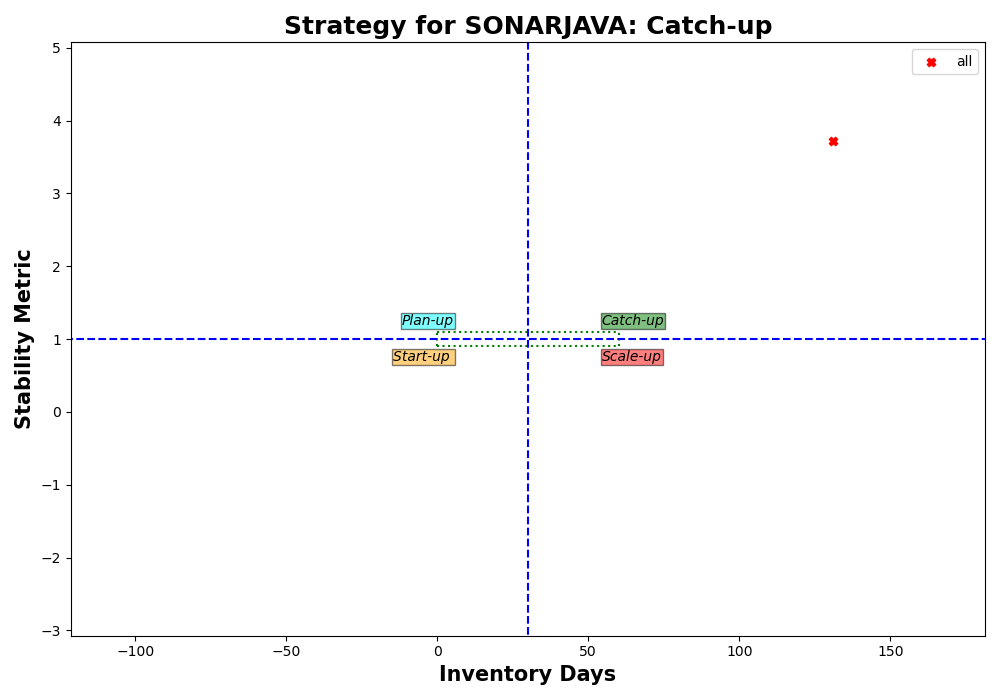 Strategy for SONARJAVA: Catch-up
all
5
4
3
2
1
0
−1
−2
−3
Stability Metric
Plan-up
Catch-up
Start-up
Scale-up
−100
−50
0
50
100
150
Inventory Days